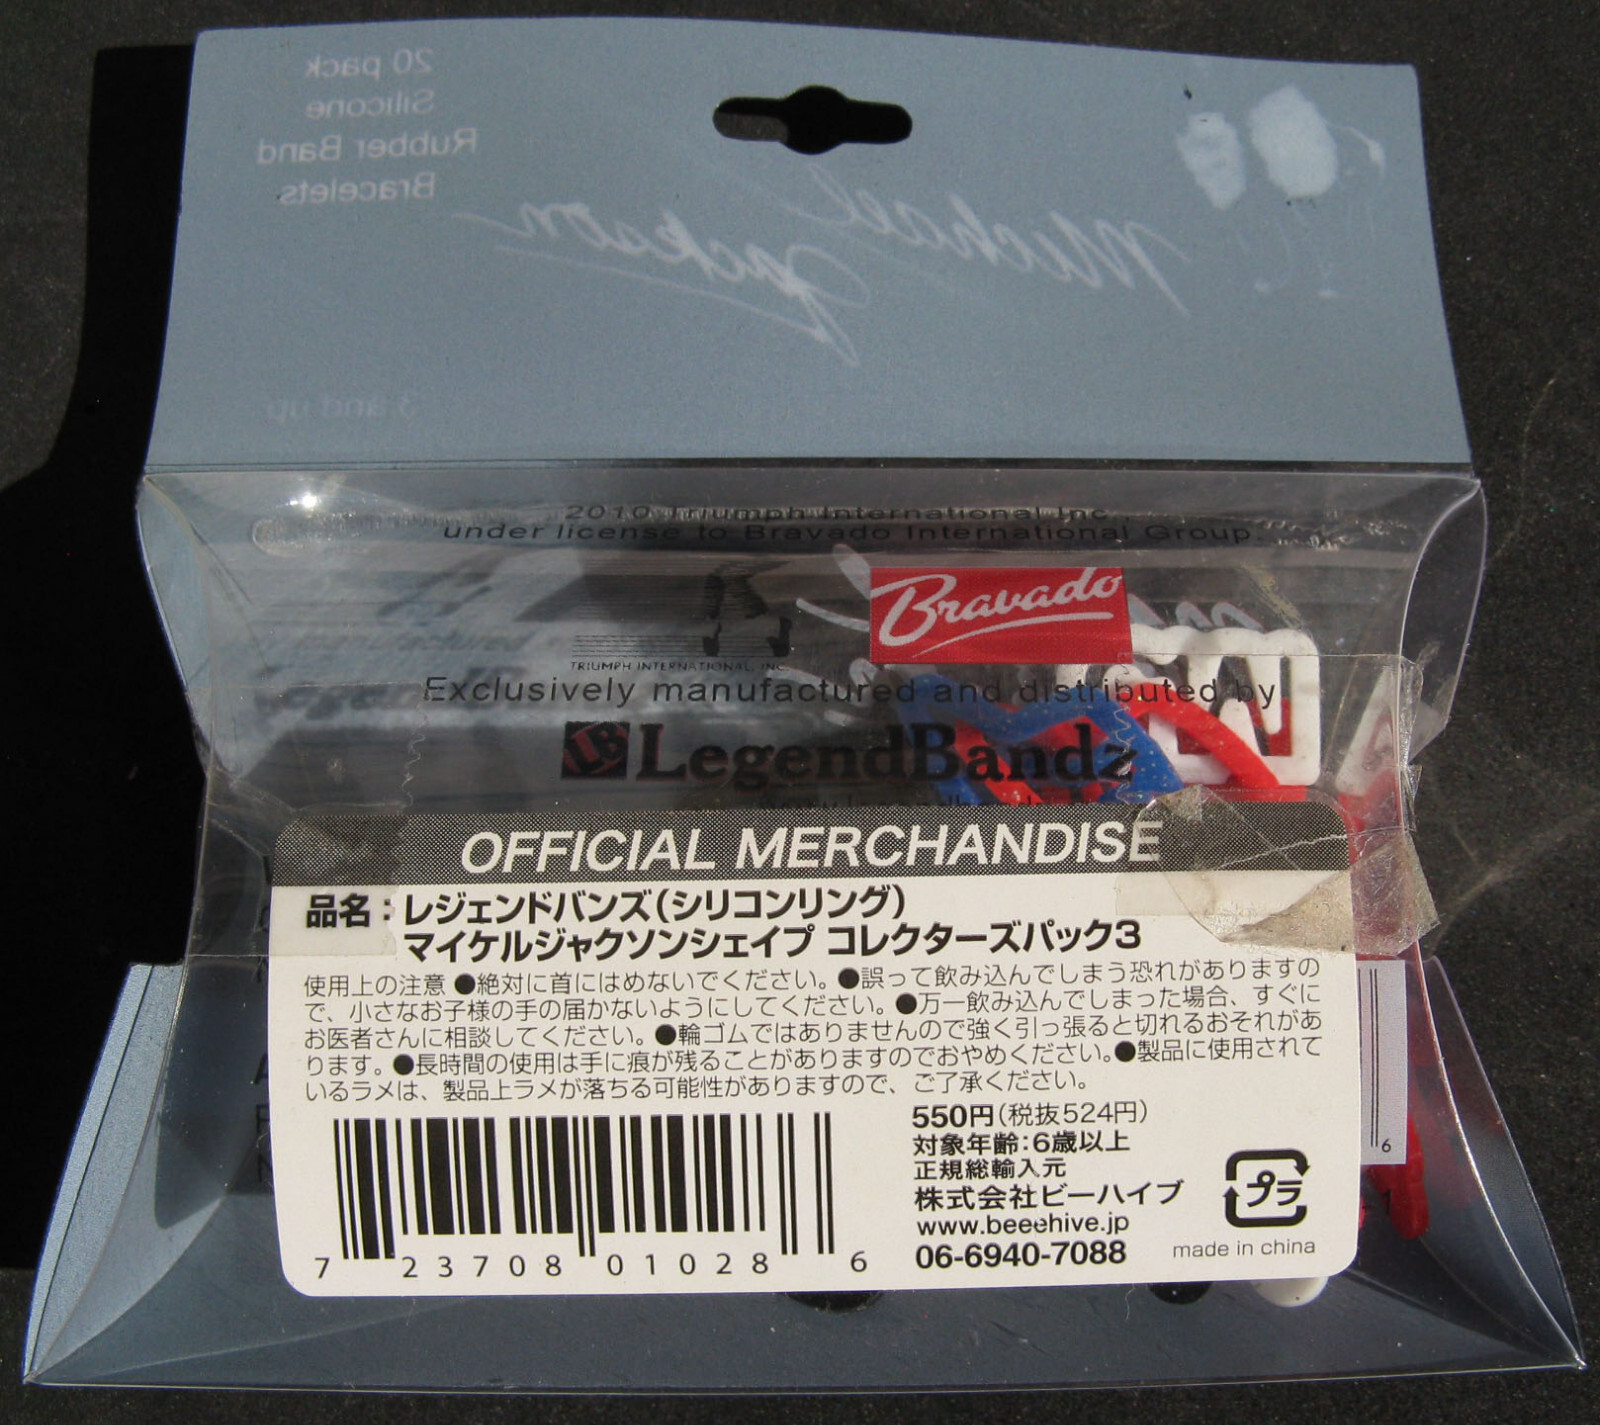 20 pack
Silicone
Rubber Band
Bracelets
Michael
Jackson
3 and up
2010 Triumph International Inc
under license to Bravado International Group.
Bravado
TRIUMPH INTERNATIONAL, INC.
Exclusively manufactured and distributed by
LB LegendBandz
OFFICIAL MERCHANDISE
品名：レジェンドバンズ（シリコンリング）
マイケルジャクソンシェイプ コレクターズパック3
使用上の注意 ●絶対に首にはめないでください。●誤って飲み込んでしまう恐れがありますの
で、小さなお子様の手の届かないようにしてください。●万一飲み込んでしまった場合、すぐに
お医者さんに相談してください。●輪ゴムではありませんので強く引っ張ると切れるおそれがあ
ります。●長時間の使用は手に痕が残ることがありますのでおやめください。●製品に使用されて
いるラメは、製品上ラメが落ちる可能性がありますので、ご了承ください。
550円（税抜524円）
対象年齢：6歳以上
正規総輸入元
株式会社ビーハイブ
www.beeehive.jp
06-6940-7088
プラ
made in china
7 23708 01028 6
6